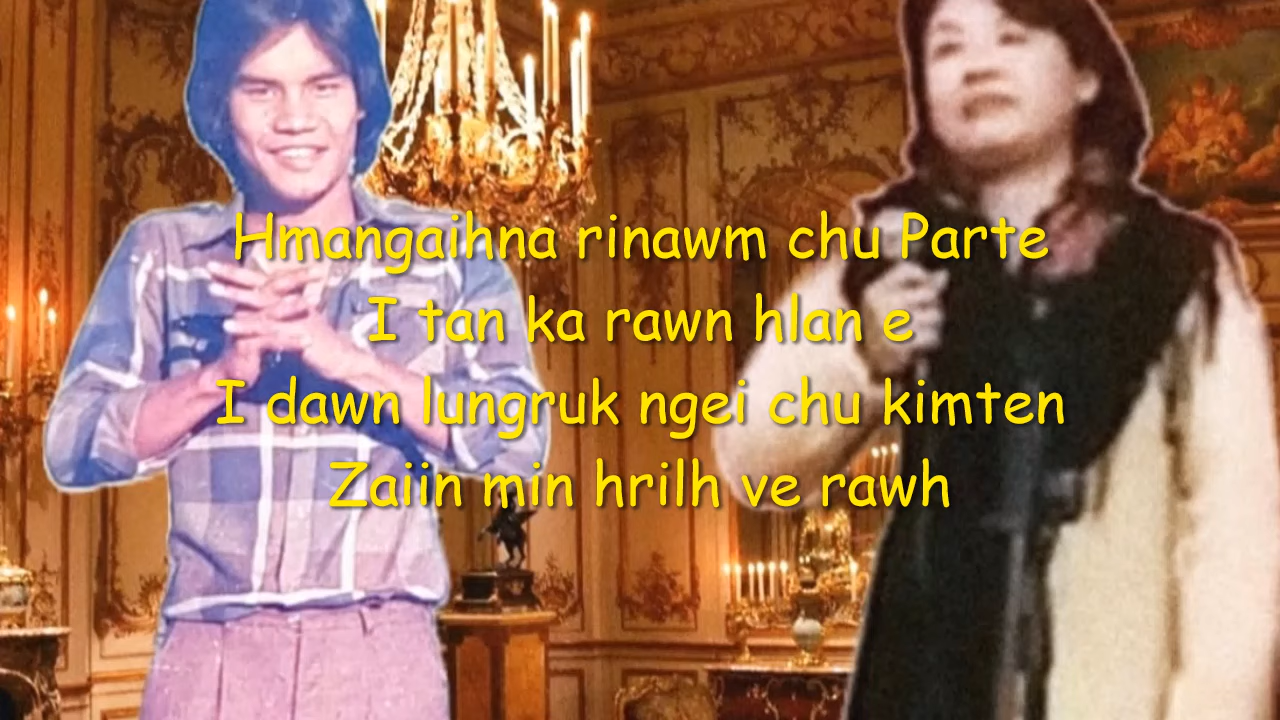 Hmangaihna rinawm chu Parte
I tan ka rawn hlan e
I dawn lungruk ngei chu kimten
Zaiin min hrilh ve rawh